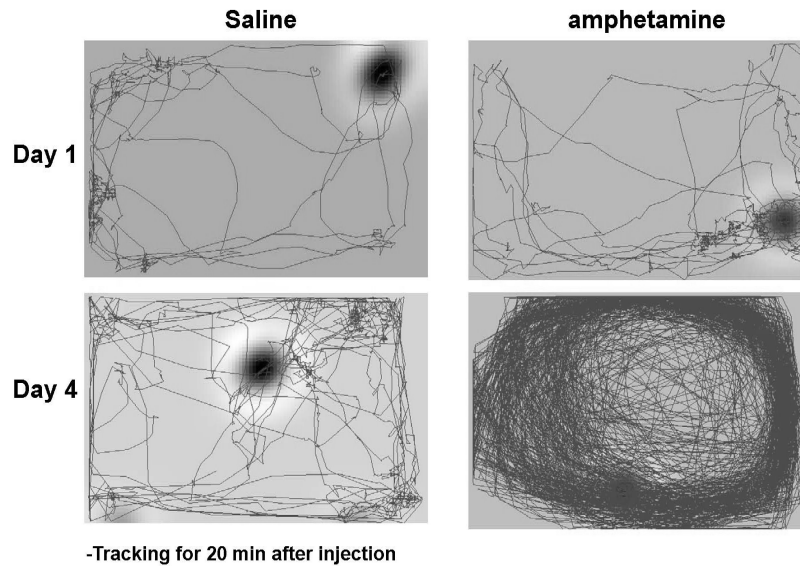 Saline
amphetamine
Day 1
Day 4
-Tracking for 20 min after injection